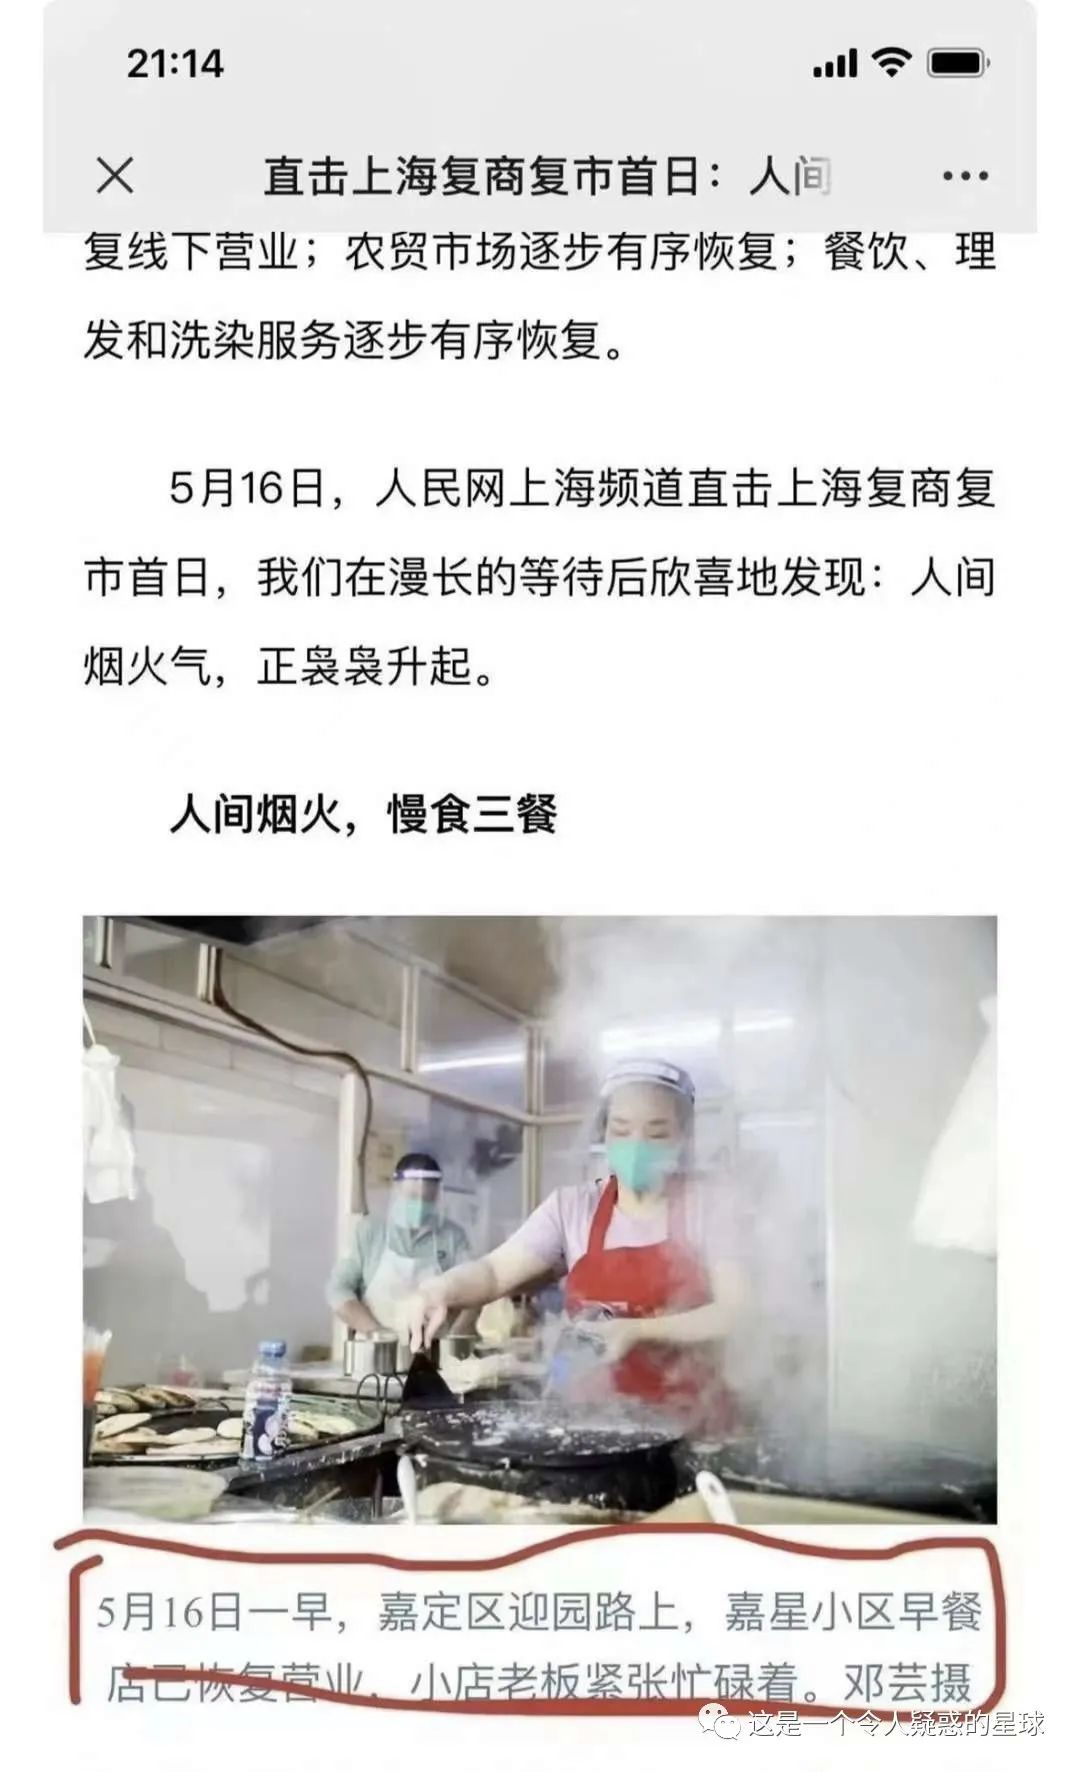 21:14
直击上海复商复市首日：人间
复线下营业；农贸市场逐步有序恢复；餐饮、理
发和洗染服务逐步有序恢复。
5月16日，人民网上海频道直击上海复商复
市首日，我们在漫长的等待后欣喜地发现：人间
烟火气，正袅袅升起。
人间烟火，慢食三餐
5月16日一早，嘉定区迎园路上，嘉星小区早餐
店已恢复营业，小店老板紧张忙碌着。邓芸摄
这是一个令人疑惑的星球